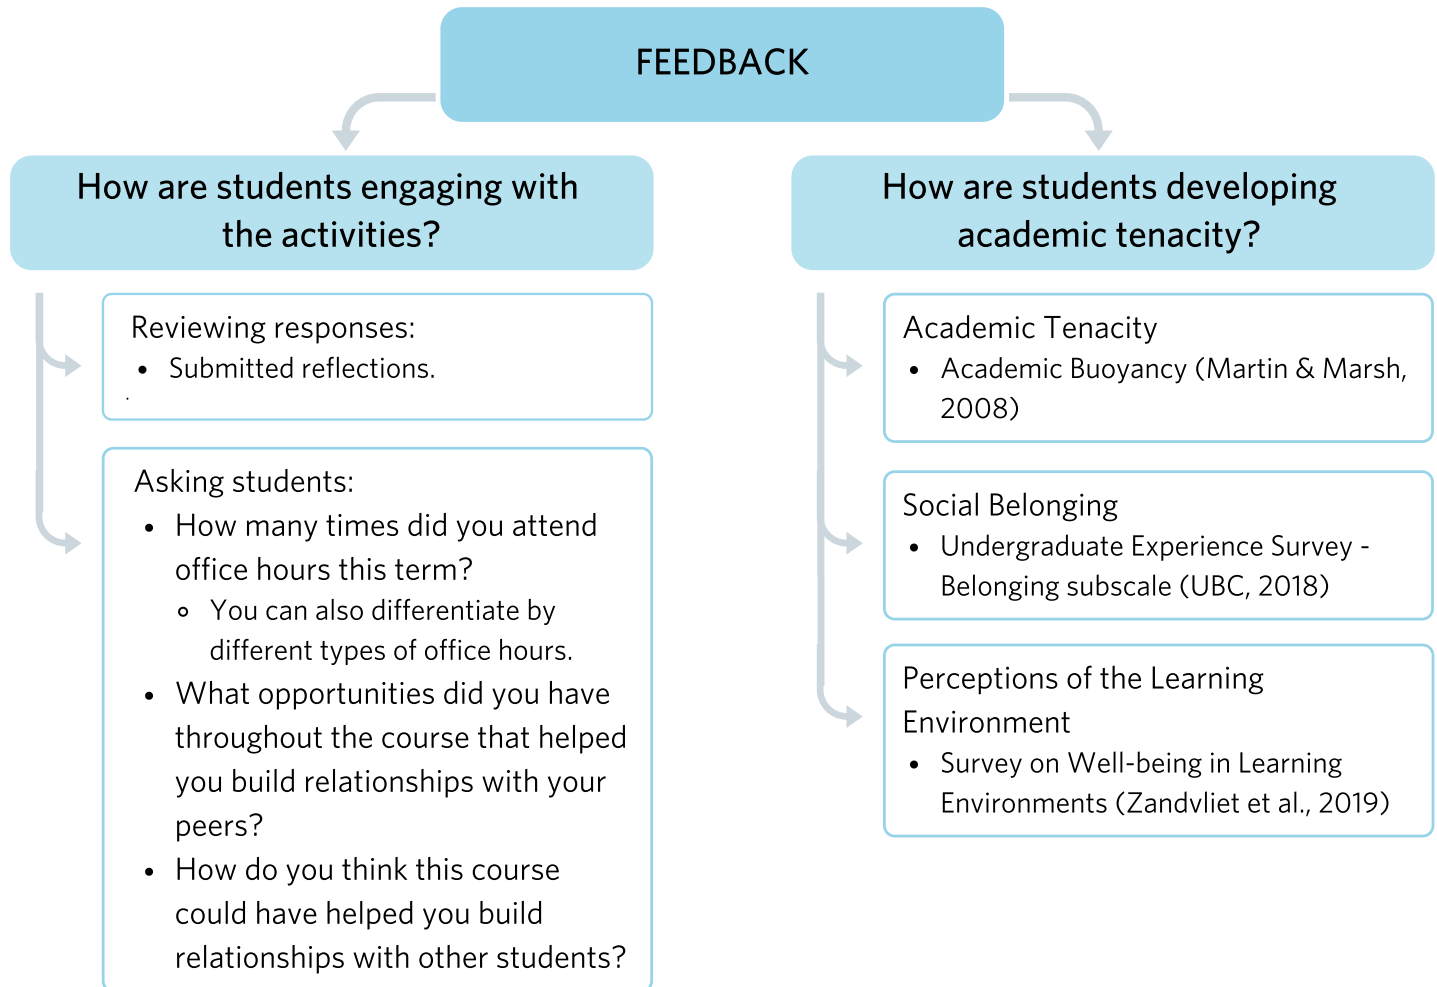 FEEDBACK
How are students engaging with
the activities?
Reviewing responses:
• Submitted reflections.
.
Asking students:
• How many times did you attend
office hours this term?
◦ You can also differentiate by
different types of office hours.
• What opportunities did you have
throughout the course that helped
you build relationships with your
peers?
• How do you think this course
could have helped you build
relationships with other students?
How are students developing
academic tenacity?
Academic Tenacity
• Academic Buoyancy (Martin & Marsh,
2008)
Social Belonging
• Undergraduate Experience Survey -
Belonging subscale (UBC, 2018)
Perceptions of the Learning
Environment
• Survey on Well-being in Learning
Environments (Zandvliet et al., 2019)